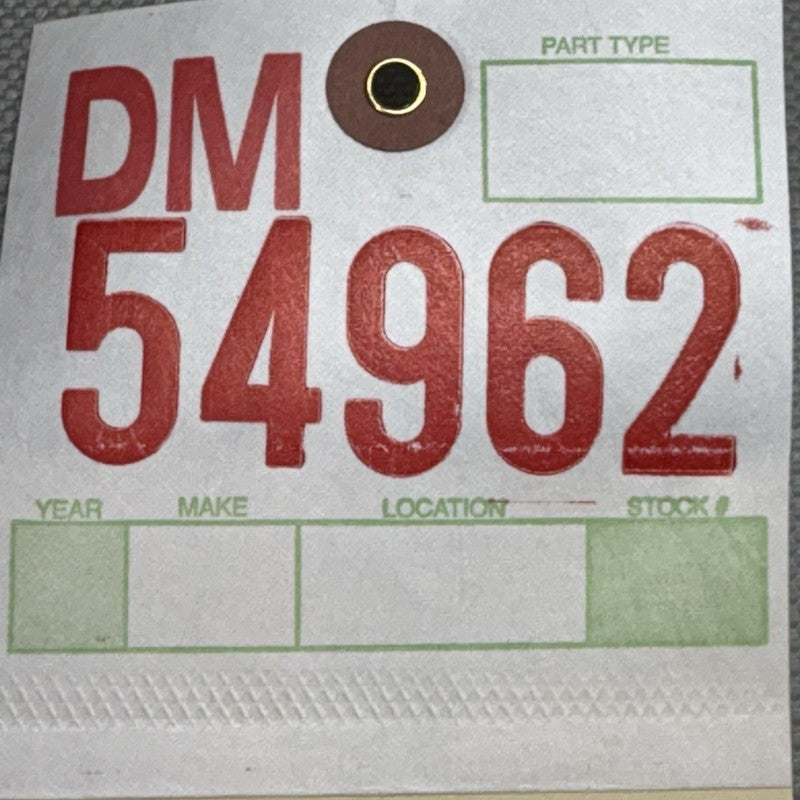 DM
PART TYPE
54962
YEAR MAKE LOCATION STOCK #